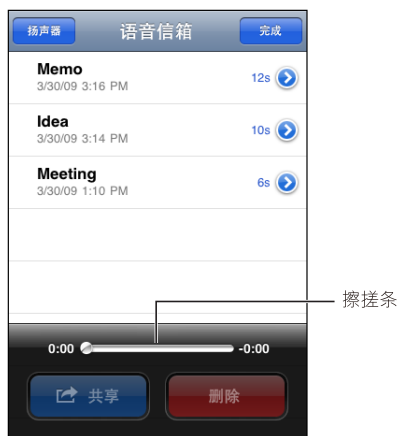 扬声器 语音信箱 完成
Memo
3/30/09 3:16 PM
12s
Idea
3/30/09 3:14 PM
10s
Meeting
3/30/09 1:10 PM
6s
擦搓条
0:00 -0:00
共享 删除